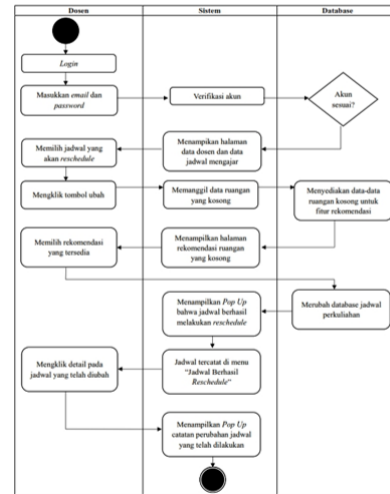 Dosen
Sistem
Database
Login
Masukkan email dan
password
Verifikasi akun
Akun
sesuai?
Menampikan halaman
data dosen dan data
jadwal mengajar
Memilih jadwal yang
akan reschedule
Mengklik tombol ubah
Memanggil data ruangan
yang kosong
Menyediakan data-data
ruangan kosong untuk
fitur rekomendasi
Menampilkan halaman
rekomendasi ruangan
yang kosong
Memilih rekomendasi
yang tersedia
Merubah database jadwal
perkuliahan
Menampilkan Pop Up
bahwa jadwal berhasil
melakukan reschedule
Jadwal tercatat di menu
"Jadwal Berhasil
Reschedule"
Mengklik detail pada
jadwal yang telah diubah
Menampilkan Pop Up
catatan perubahan jadwal
yang telah dilakukan